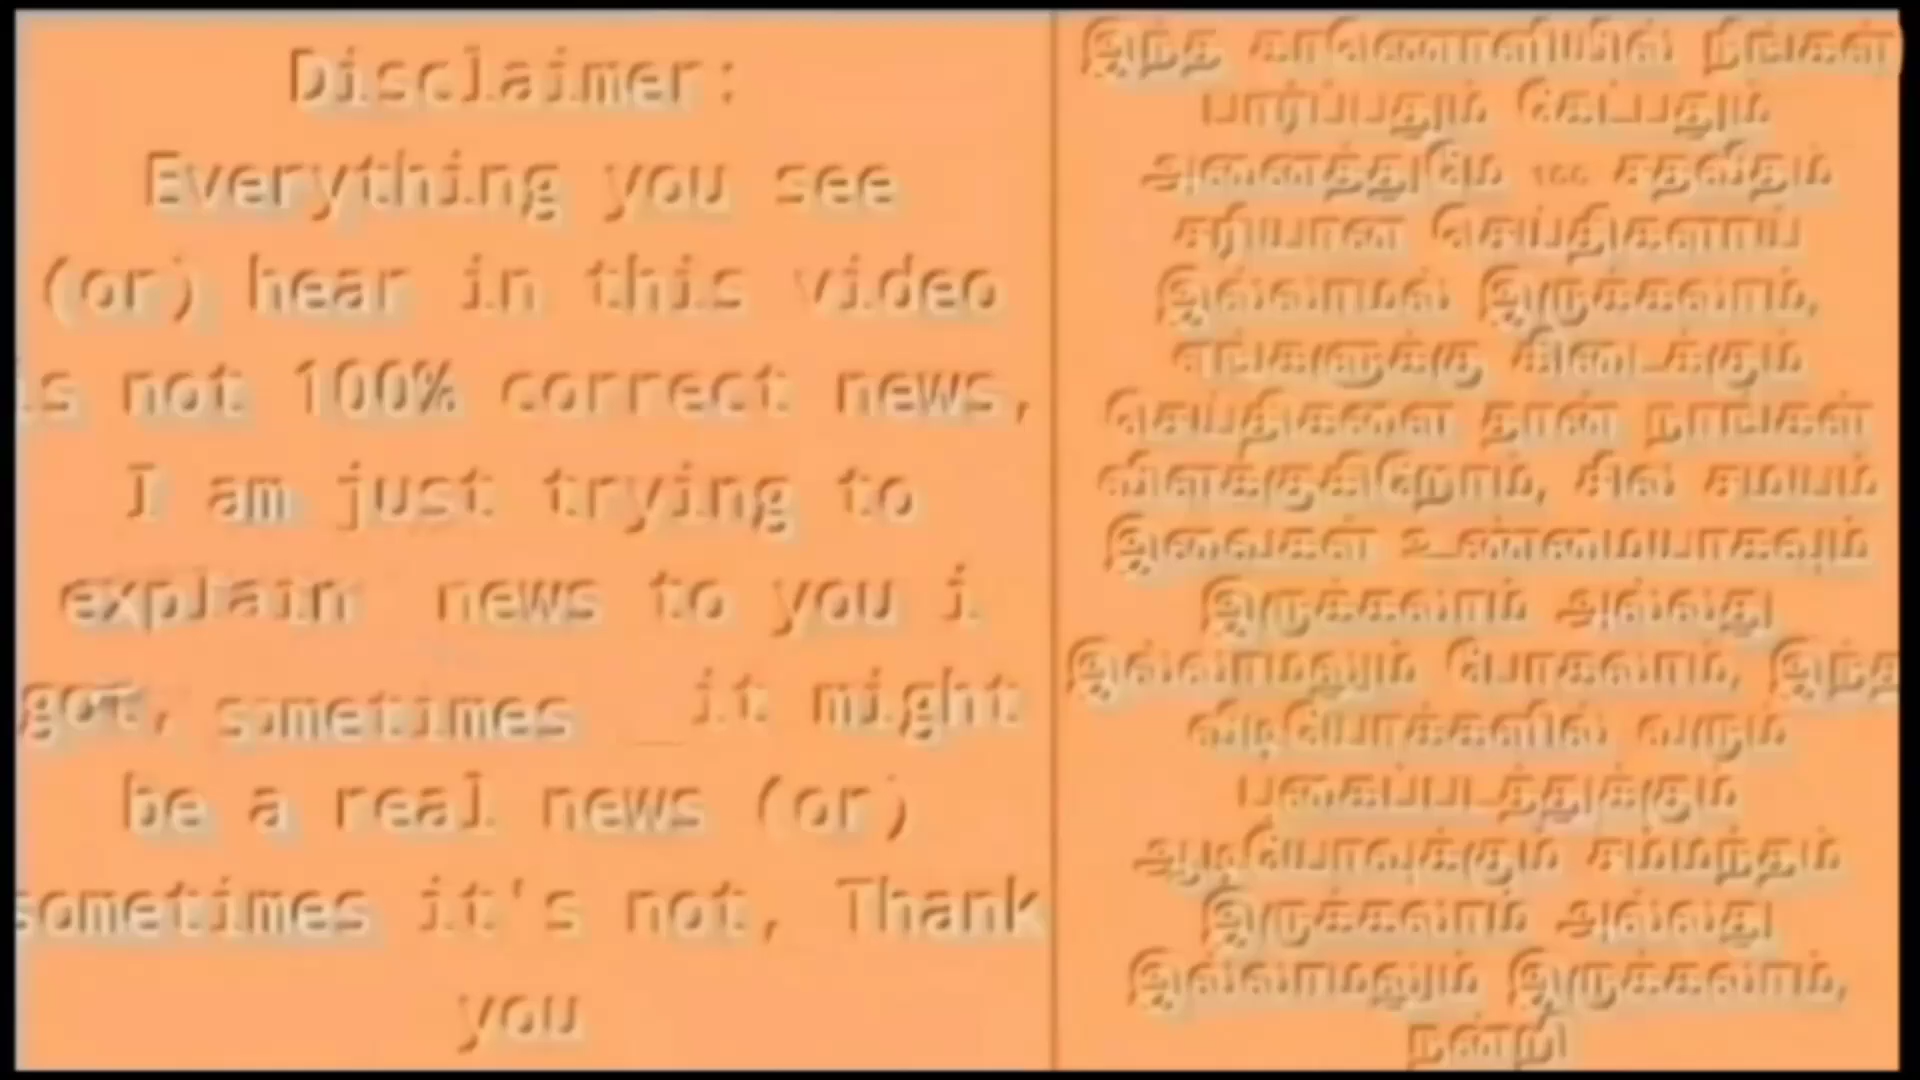 Disclaimer:
Everything you see
(or) hear in this video
is not 100% correct news,
I am just trying to
explain news to you i
got, sometimes _it might
be a real news (or)
sometimes it's not, Thank
you
இந்த காணொளியில் நீங்கள்
பார்ப்பதும் கேட்பதும்
அனைத்துமே 100 சதவீதம்
சரியான செய்திகளாய்
இல்லாமல் இருக்கலாம்,
எங்களுக்கு கிடைக்கும்
செய்திகளை தான் நாங்கள்
விளக்குகிறோம், சில சமயம்
இவைகள் உண்மையாகவும்
இருக்கலாம் அல்லது
இல்லாமலும் போகலாம், இந்த
வீடியோக்களில் வரும்
புகைப்படத்துக்கும்
ஆடியோவுக்கும் சம்மந்தம்
இருக்கலாம் அல்லது
இல்லாமலும் இருக்கலாம்,
நன்றி